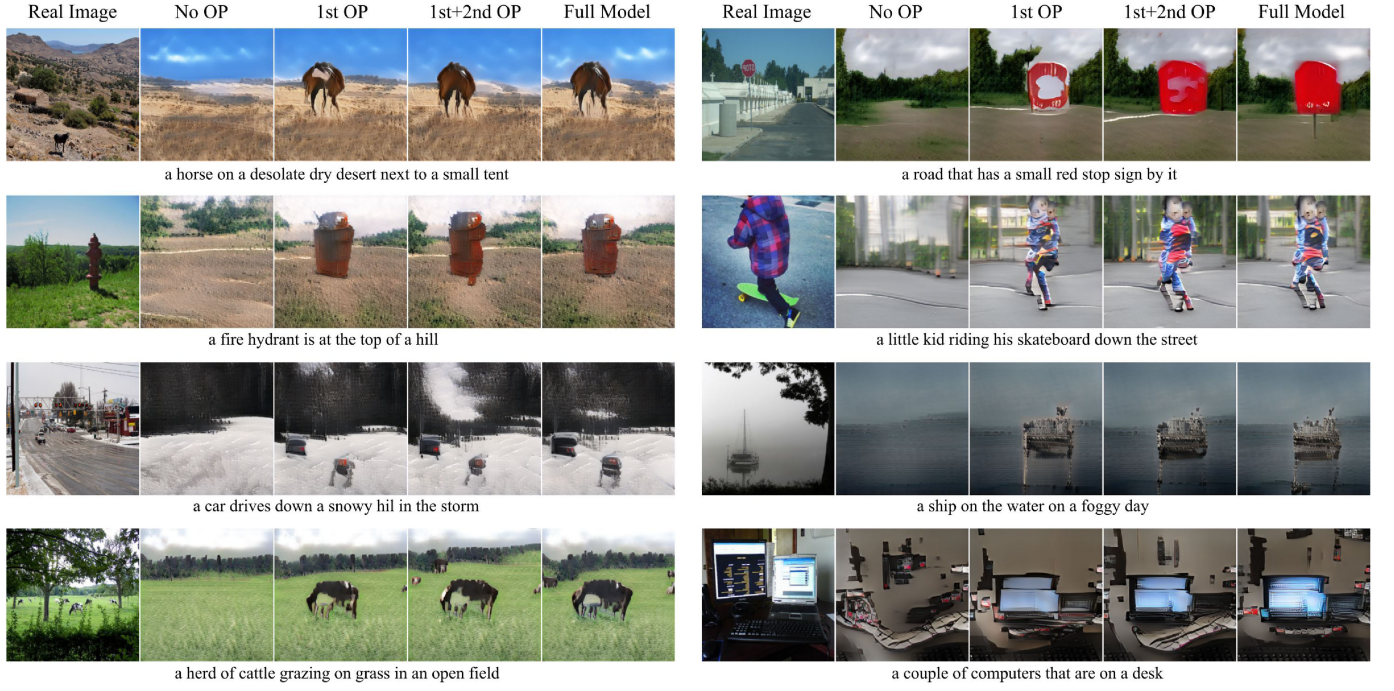 Real Image No OP 1st OP 1st+2nd OP Full Model
Real Image No OP 1st OP 1st+2nd OP Full Model
a horse on a desolate dry desert next to a small tent
a road that has a small red stop sign by it
a fire hydrant is at the top of a hill
a little kid riding his skateboard down the street
a car drives down a snowy hil in the storm
a ship on the water on a foggy day
a herd of cattle grazing on grass in an open field
a couple of computers that are on a desk